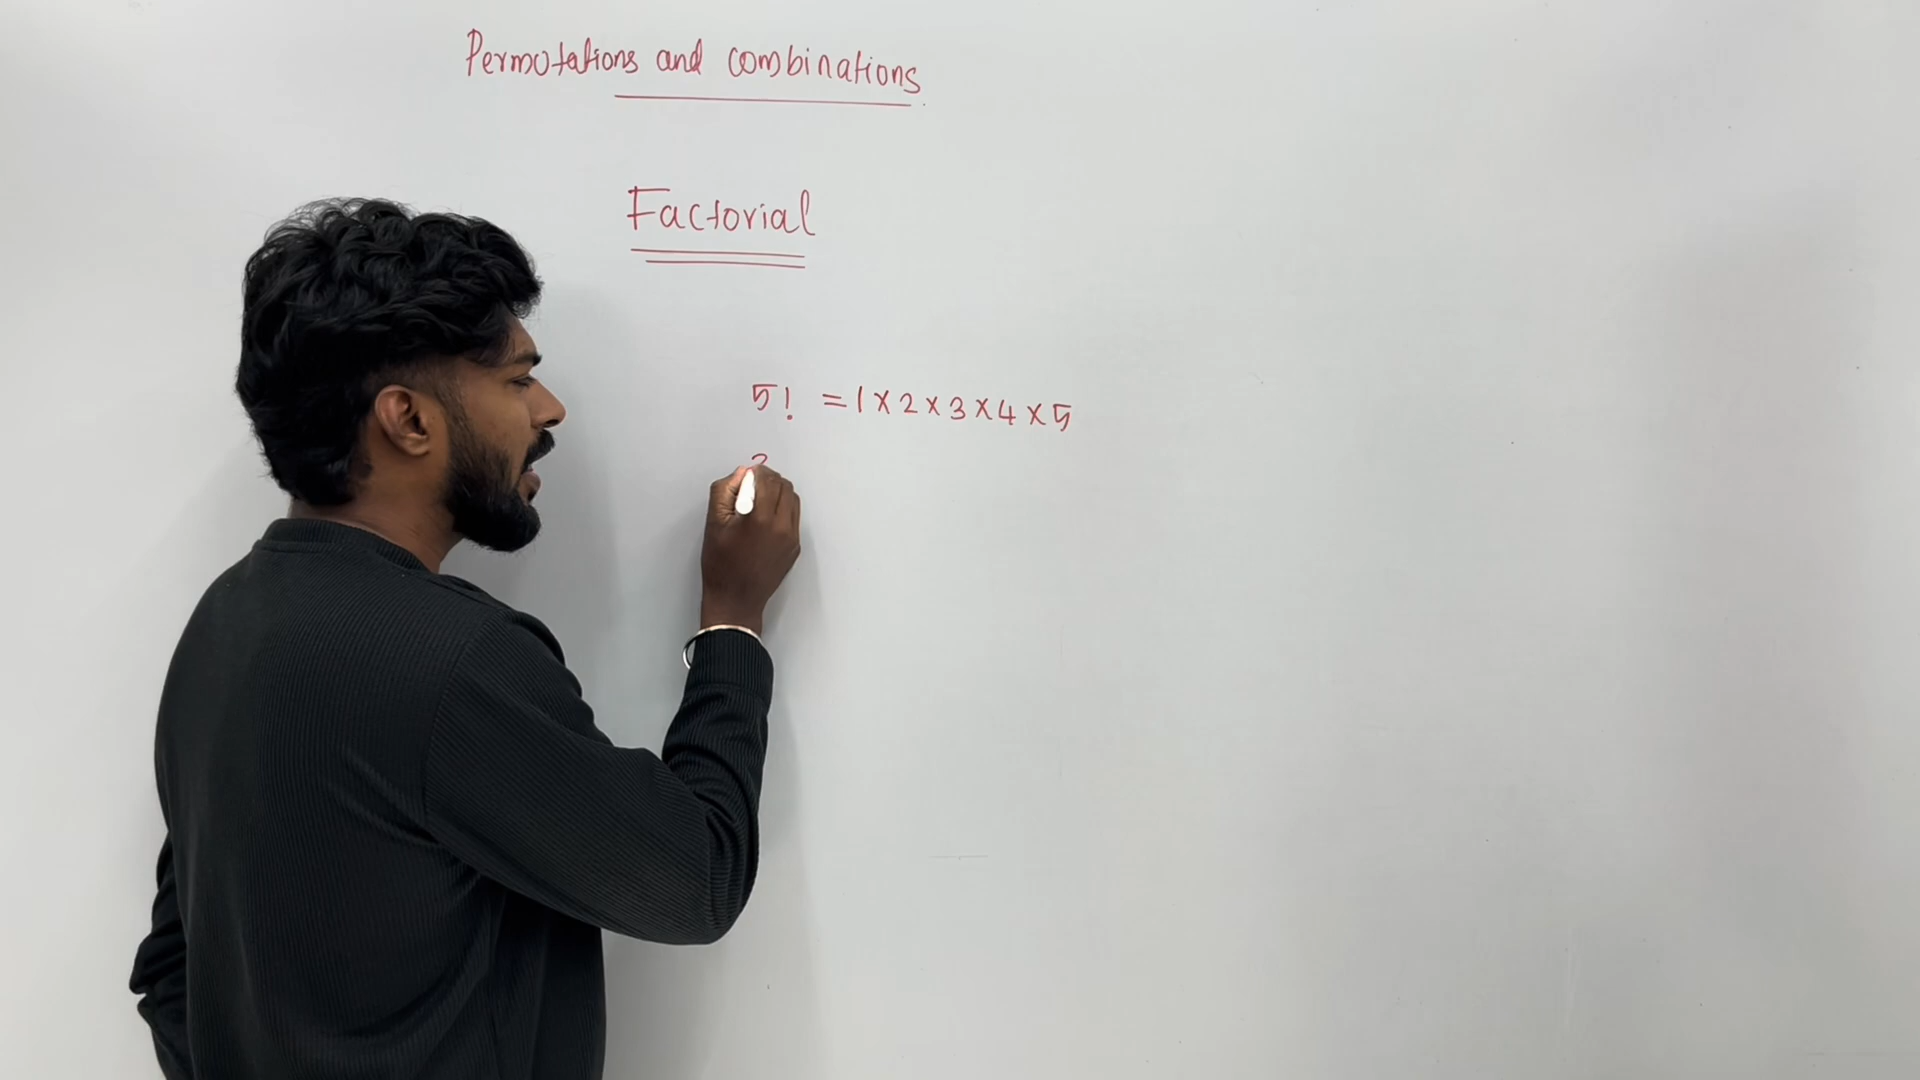 Permutations and combinations
Factorial
5! = 1 × 2 × 3 × 4 × 5